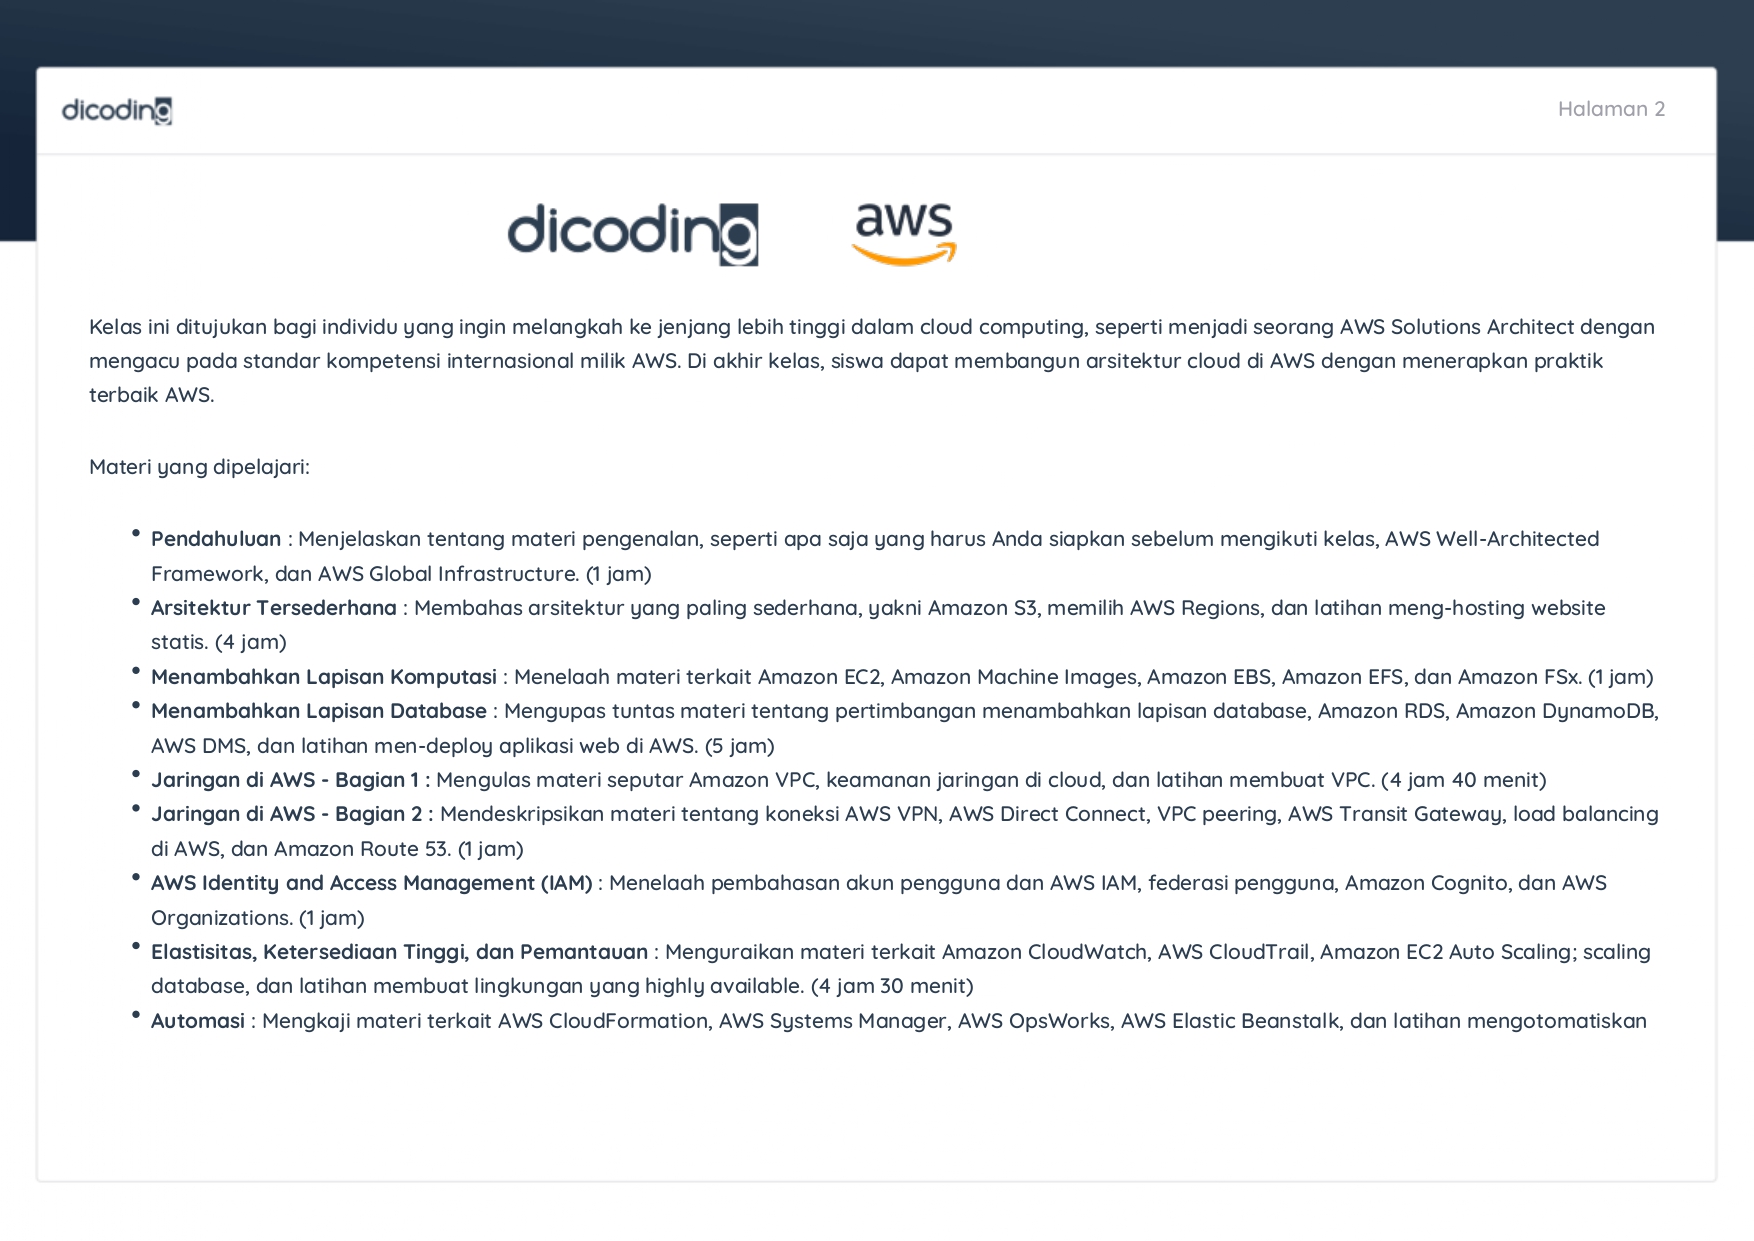 dicoding
Halaman 2
dicoding aws
Kelas ini ditujukan bagi individu yang ingin melangkah ke jenjang lebih tinggi dalam cloud computing, seperti menjadi seorang AWS Solutions Architect dengan
mengacu pada standar kompetensi internasional milik AWS. Di akhir kelas, siswa dapat membangun arsitektur cloud di AWS dengan menerapkan praktik
terbaik AWS.
Materi yang dipelajari:
• Pendahuluan : Menjelaskan tentang materi pengenalan, seperti apa saja yang harus Anda siapkan sebelum mengikuti kelas, AWS Well-Architected
Framework, dan AWS Global Infrastructure. (1 jam)
• Arsitektur Tersederhana : Membahas arsitektur yang paling sederhana, yakni Amazon S3, memilih AWS Regions, dan latihan meng-hosting website
statis. (4 jam)
• Menambahkan Lapisan Komputasi : Menelaah materi terkait Amazon EC2, Amazon Machine Images, Amazon EBS, Amazon EFS, dan Amazon FSx. (1 jam)
• Menambahkan Lapisan Database : Mengupas tuntas materi tentang pertimbangan menambahkan lapisan database, Amazon RDS, Amazon DynamoDB,
AWS DMS, dan latihan men-deploy aplikasi web di AWS. (5 jam)
• Jaringan di AWS - Bagian 1 : Mengulas materi seputar Amazon VPC, keamanan jaringan di cloud, dan latihan membuat VPC. (4 jam 40 menit)
• Jaringan di AWS - Bagian 2 : Mendeskripsikan materi tentang koneksi AWS VPN, AWS Direct Connect, VPC peering, AWS Transit Gateway, load balancing
di AWS, dan Amazon Route 53. (1 jam)
• AWS Identity and Access Management (IAM) : Menelaah pembahasan akun pengguna dan AWS IAM, federasi pengguna, Amazon Cognito, dan AWS
Organizations. (1 jam)
• Elastisitas, Ketersediaan Tinggi, dan Pemantauan : Menguraikan materi terkait Amazon CloudWatch, AWS CloudTrail, Amazon EC2 Auto Scaling; scaling
database, dan latihan membuat lingkungan yang highly available. (4 jam 30 menit)
• Automasi : Mengkaji materi terkait AWS CloudFormation, AWS Systems Manager, AWS OpsWorks, AWS Elastic Beanstalk, dan latihan mengotomatiskan